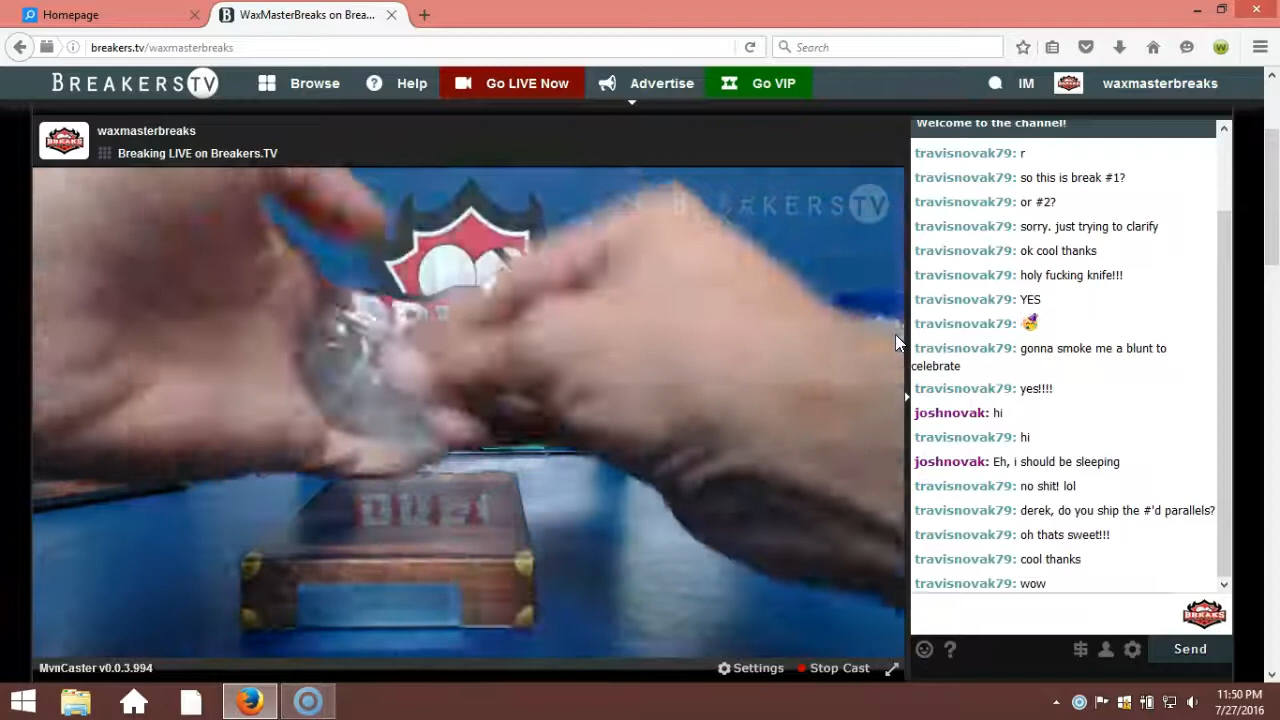 Homepage
WaxMasterBreaks on Brea...
breakers.tv/waxmasterbreaks
Search
BREAKERSTV
Browse
Help
Go LIVE Now
Advertise
Go VIP
IM
waxmasterbreaks
waxmasterbreaks
Breaking LIVE on Breakers.TV
BREAKERSTV
Welcome to the channel!
travisnovak79: r
travisnovak79: so this is break #1?
travisnovak79: or #2?
travisnovak79: sorry. just trying to clarify
travisnovak79: ok cool thanks
travisnovak79: holy fucking knife!!!
travisnovak79: YES
travisnovak79:
travisnovak79: gonna smoke me a blunt to
celebrate
travisnovak79: yes!!!!
joshnovak: hi
travisnovak79: hi
joshnovak: Eh, i should be sleeping
travisnovak79: no shit! lol
travisnovak79: derek, do you ship the #'d parallels?
travisnovak79: oh thats sweet!!!
travisnovak79: cool thanks
travisnovak79: wow
BREAKS
Send
MvnCaster v0.0.3.994
Settings
Stop Cast
11:50 PM
7/27/2016